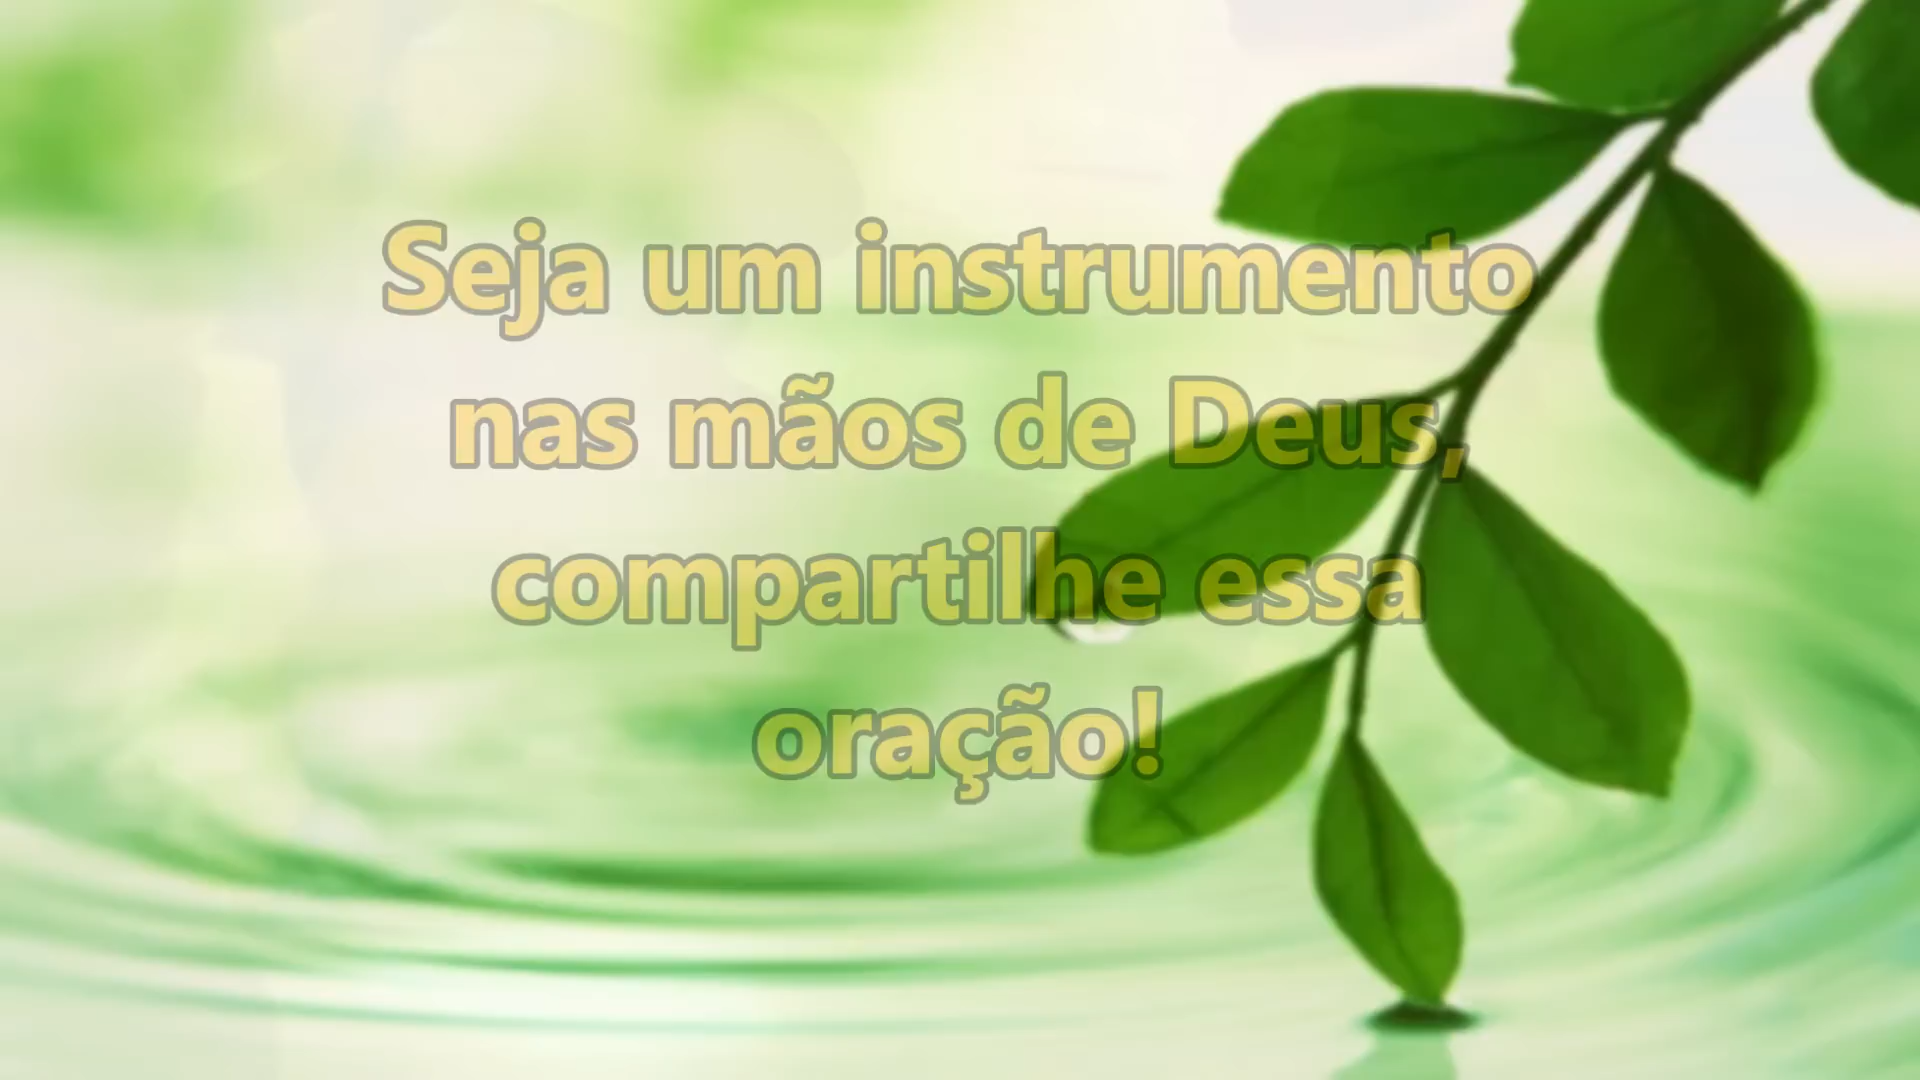 Seja um instrumento
nas mãos de Deus,
compartilhe essa
oração!